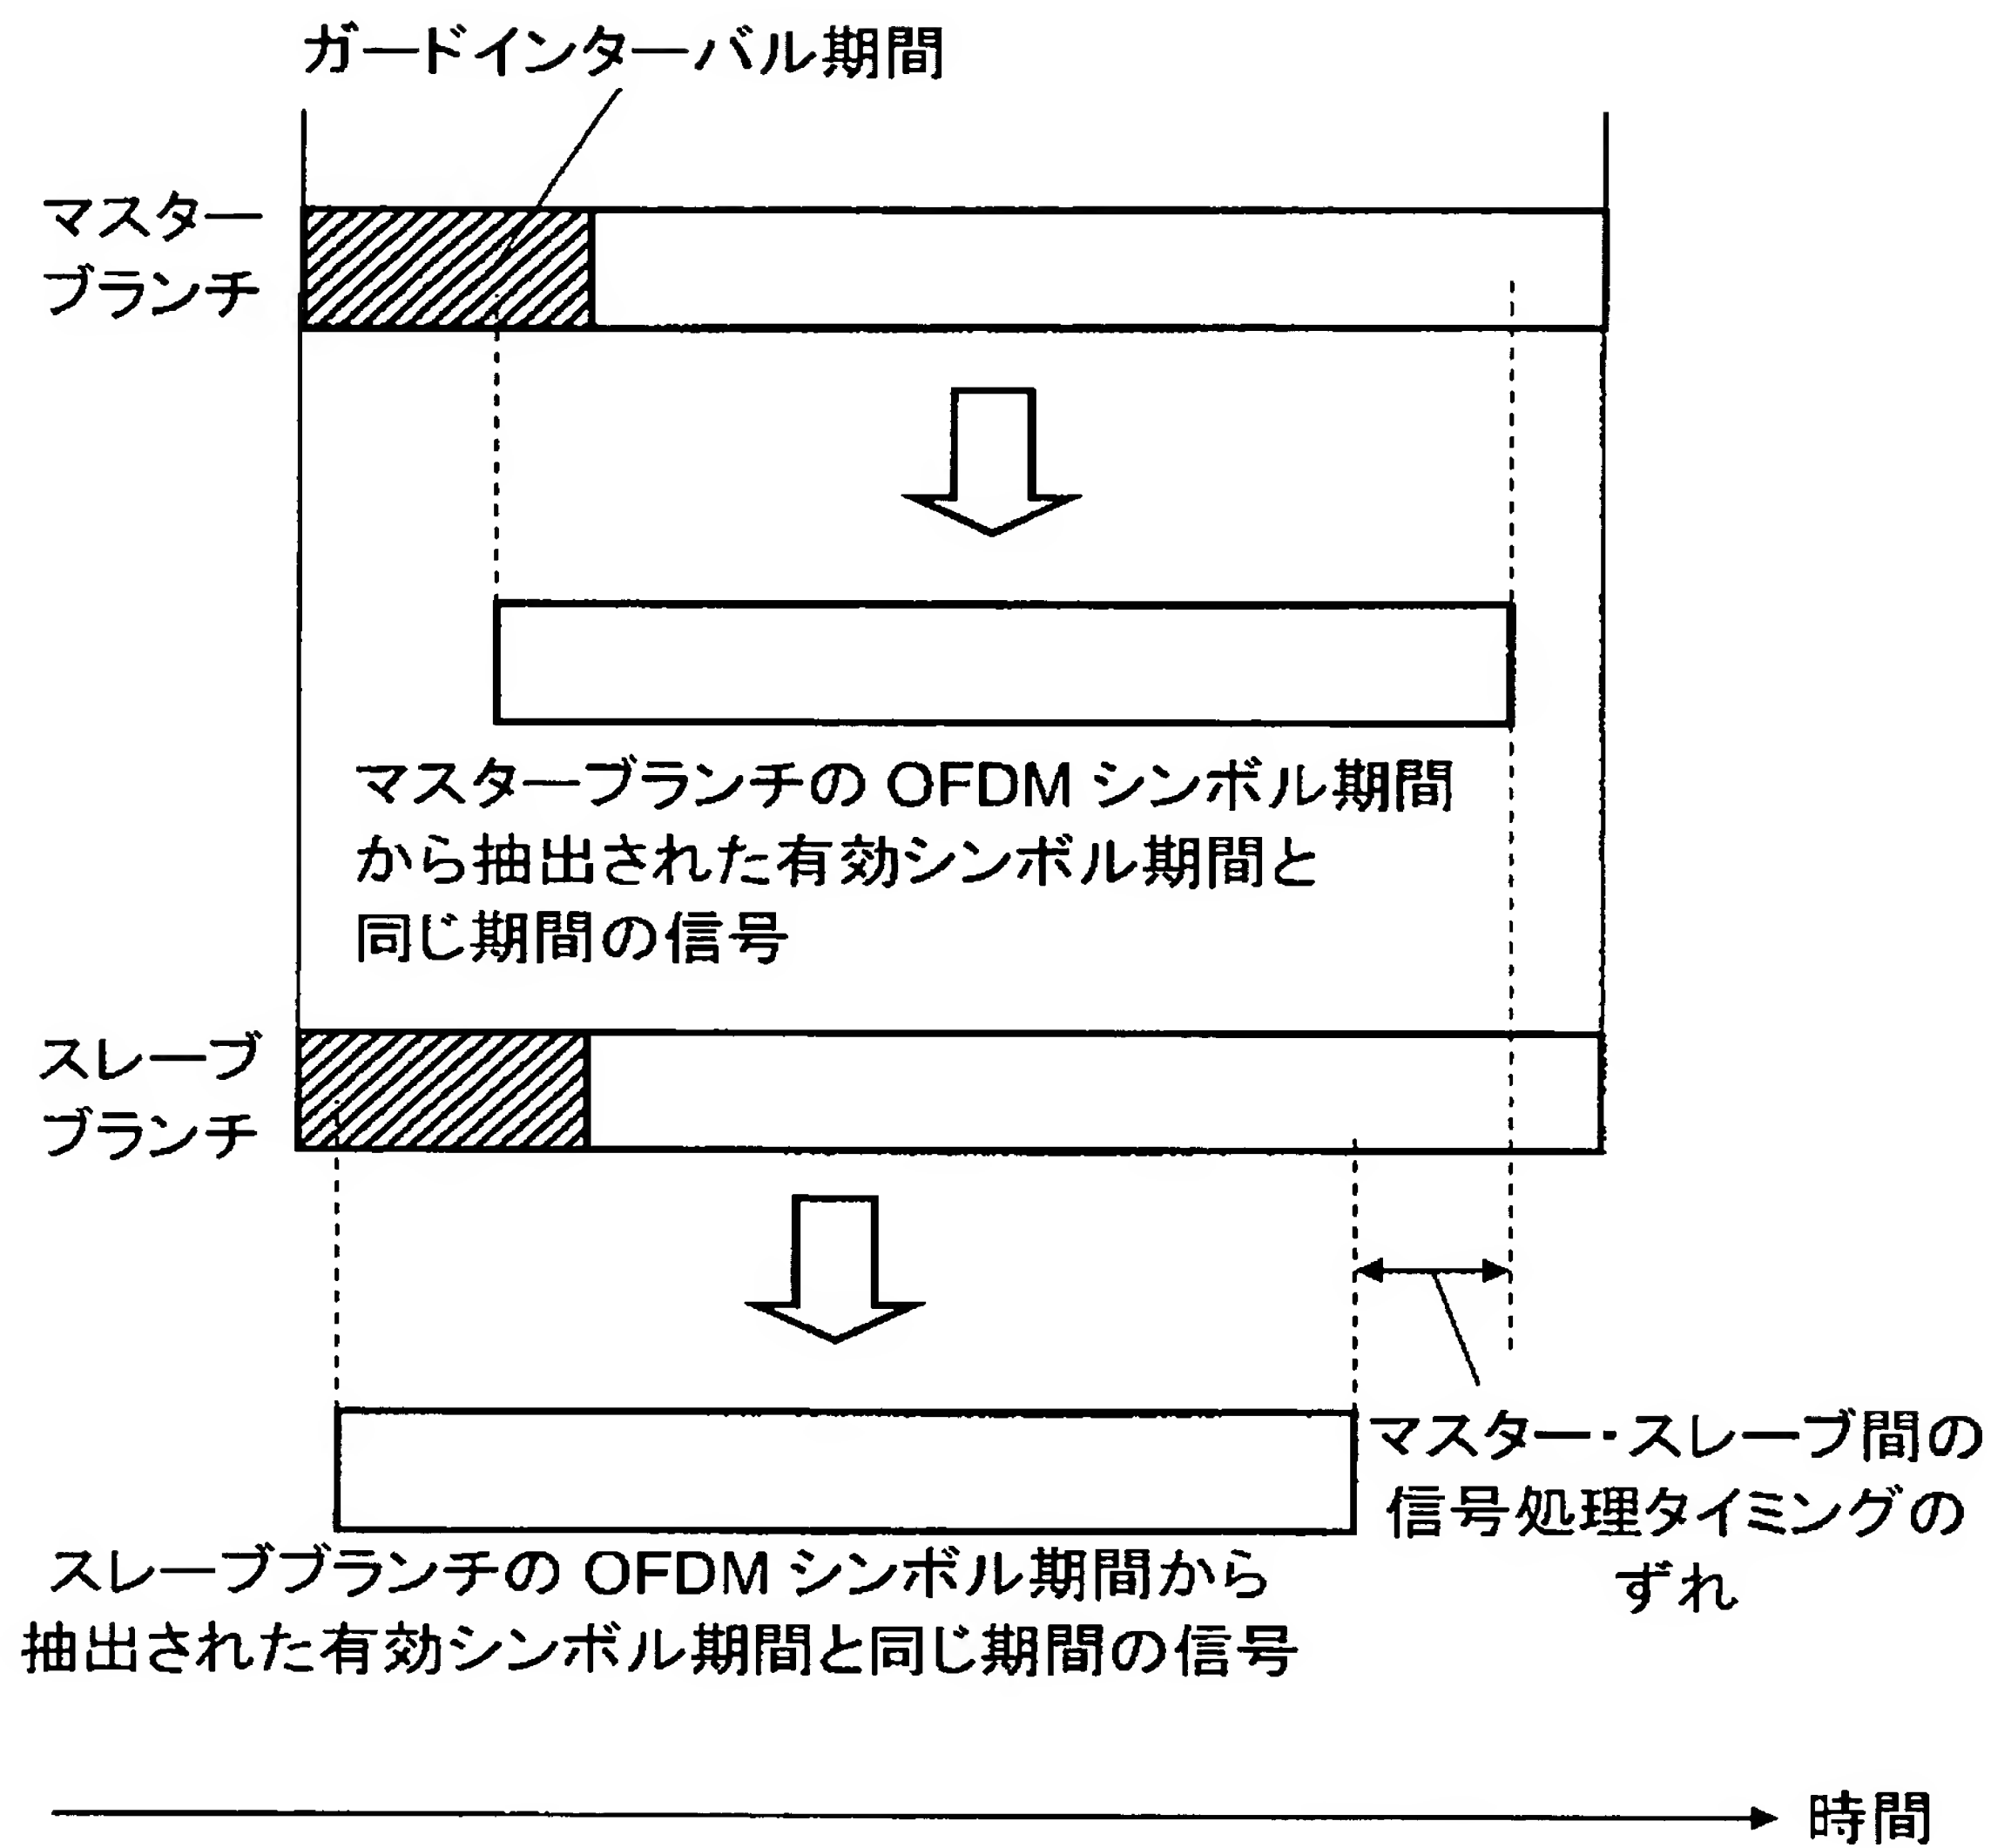 ガードインターバル期間
マスター
ブランチ
マスターブランチの OFDM シンボル期間
から抽出された有効シンボル期間と
同じ期間の信号
スレーブ
ブランチ
マスター・スレーブ間の
信号処理タイミングの
ずれ
スレーブブランチの OFDM シンボル期間から
抽出された有効シンボル期間と同じ期間の信号
時間